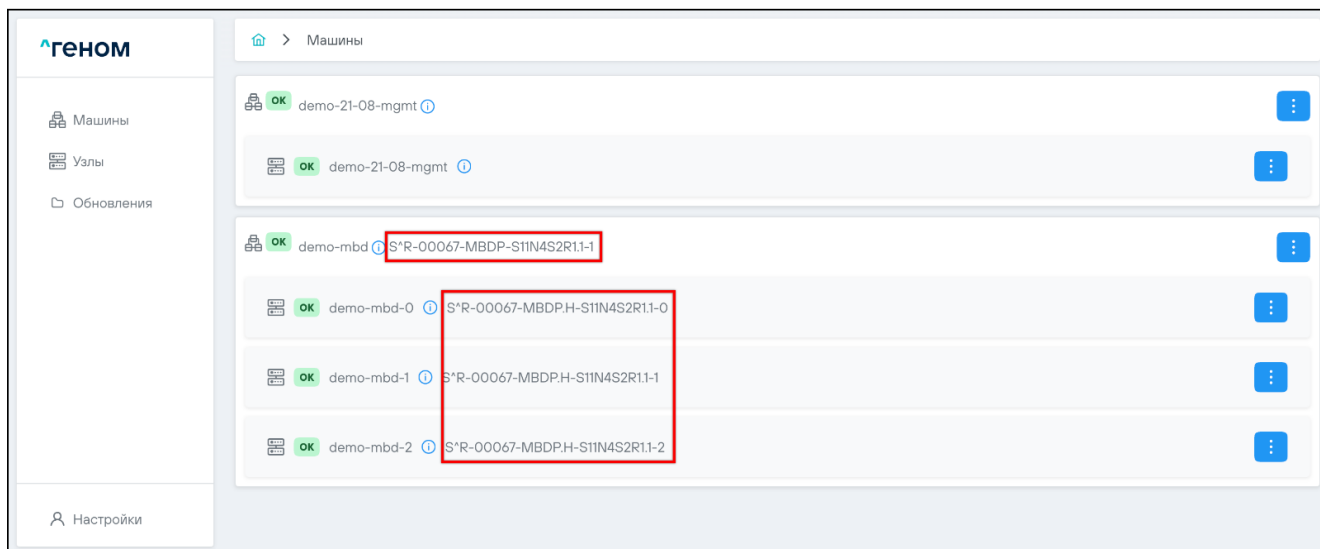 ^геном
Машины
Машины
Узлы
Обновления
Настройки
OK demo-21-08-mgmt
OK demo-21-08-mgmt
OK demo-mbd S^R-00067-MBDP-S11N4S2R1.1-1
OK demo-mbd-0 S^R-00067-MBDP.H-S11N4S2R1.1-0
OK demo-mbd-1 S^R-00067-MBDP.H-S11N4S2R1.1-1
OK demo-mbd-2 S^R-00067-MBDP.H-S11N4S2R1.1-2